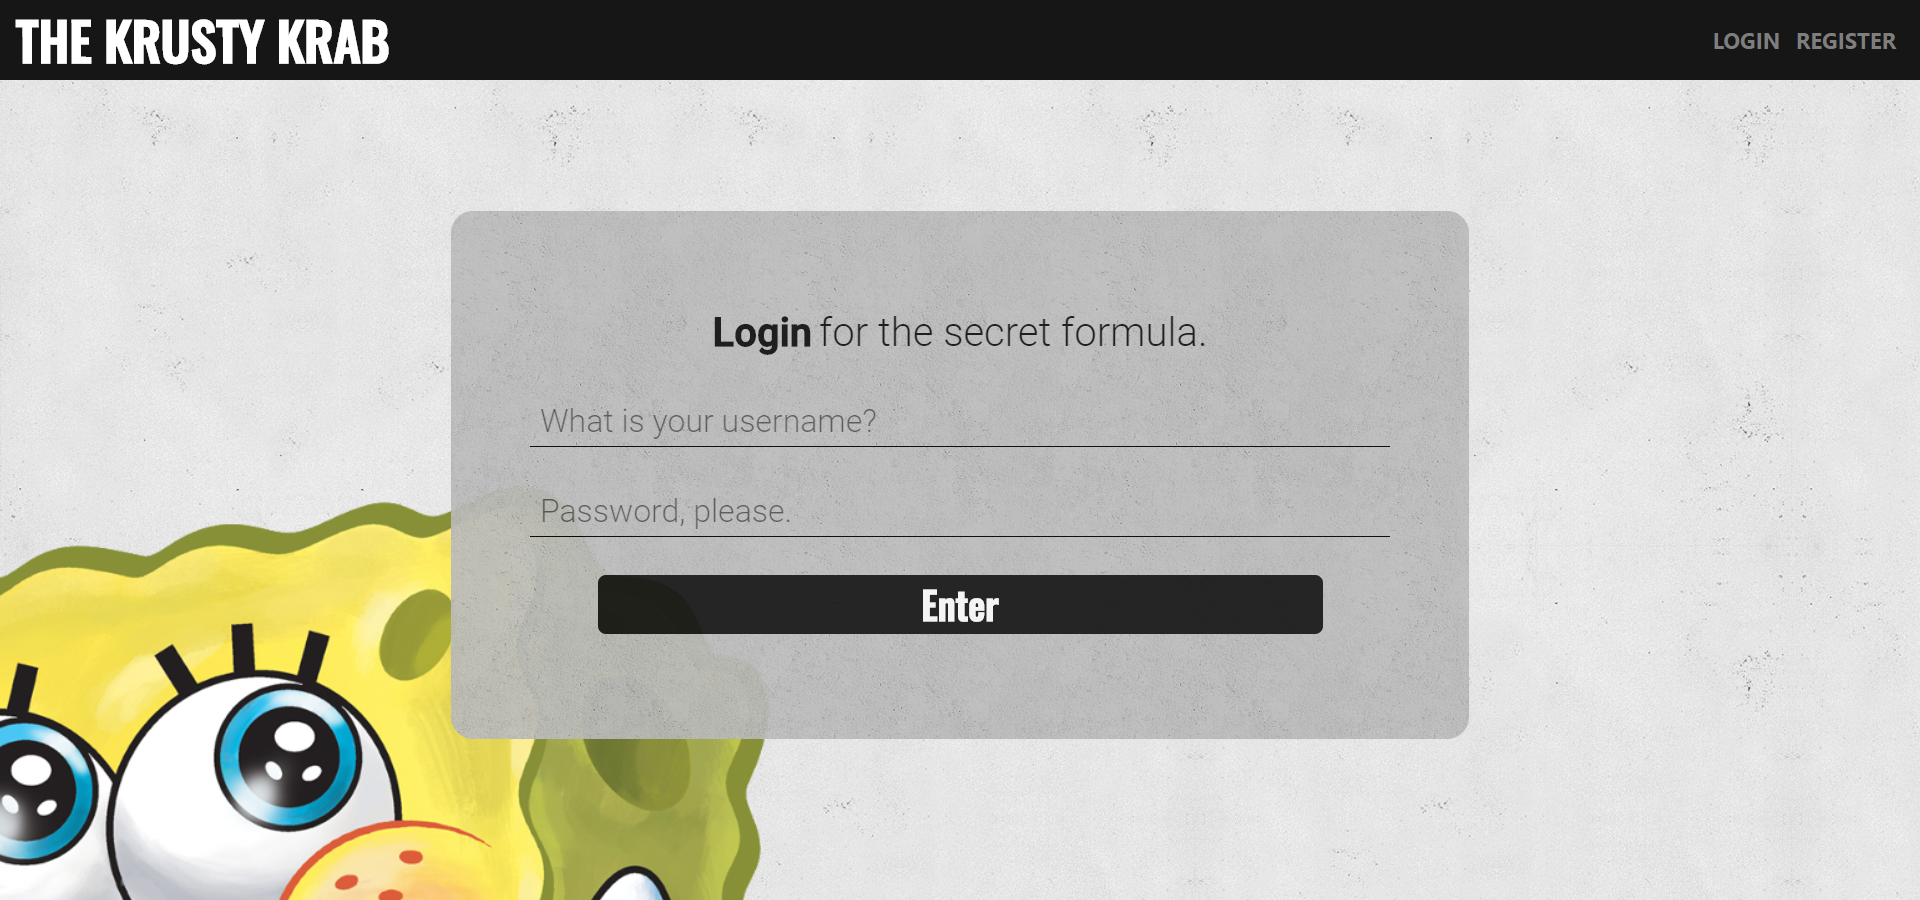 THE KRUSTY KRAB
LOGIN REGISTER
Login for the secret formula.
What is your username?
Password, please.
Enter